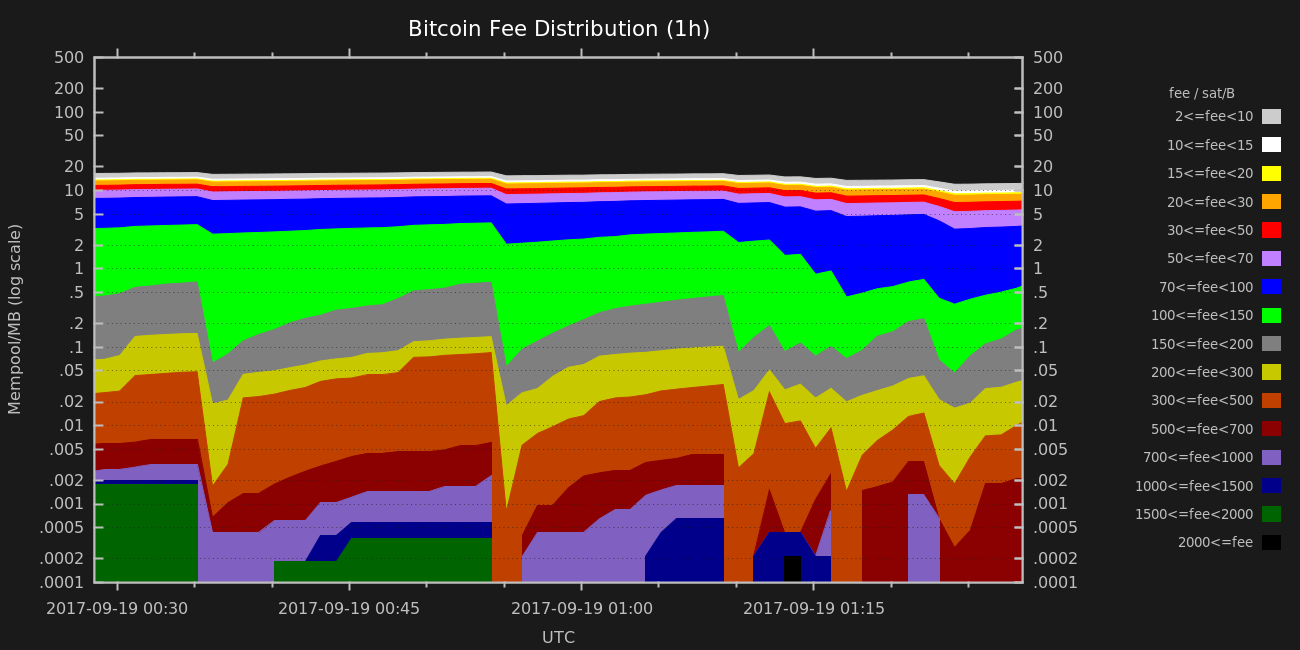 Bitcoin Fee Distribution (1h)
Mempool/MB (log scale)
500
200
100
50
20
10
5
2
1
.5
.2
.1
.05
.02
.01
.005
.002
.001
.0005
.0002
.0001
500
200
100
50
20
10
5
2
1
.5
.2
.1
.05
.02
.01
.005
.002
.001
.0005
.0002
.0001
2017-09-19 00:30
2017-09-19 00:45
2017-09-19 01:00
2017-09-19 01:15
UTC
fee / sat/B
2<=fee<10
10<=fee<15
15<=fee<20
20<=fee<30
30<=fee<50
50<=fee<70
70<=fee<100
100<=fee<150
150<=fee<200
200<=fee<300
300<=fee<500
500<=fee<700
700<=fee<1000
1000<=fee<1500
1500<=fee<2000
2000<=fee